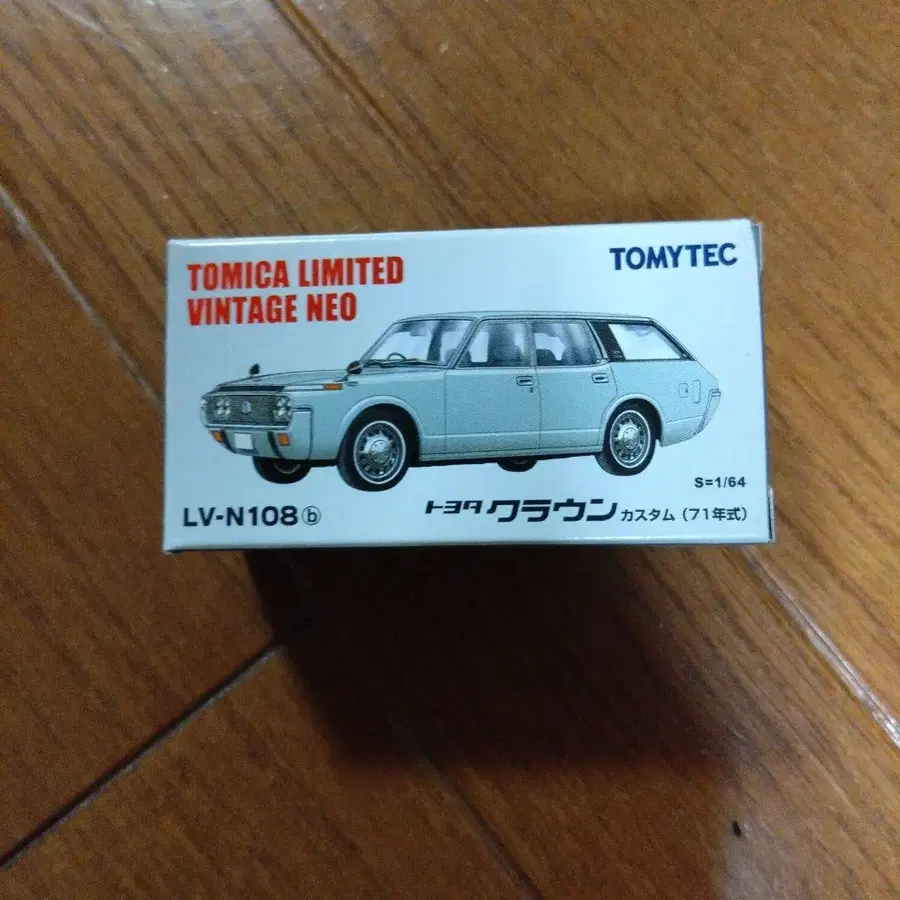 TOMICA LIMITED
VINTAGE NEO
TOMYTEC
S=1/64
LV-N108ⓑ
トヨタ クラウン カスタム (71年式)